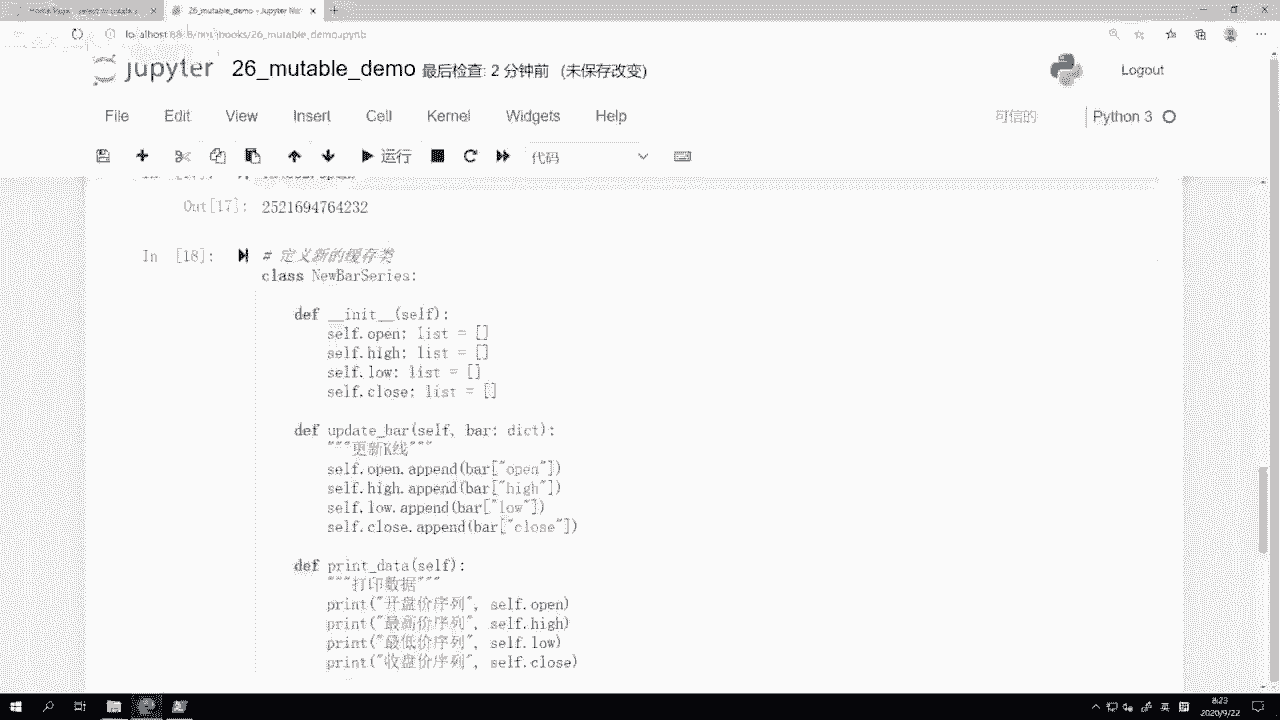 26_mutable_demo - Jupyter Not
localhost:8888/notebooks/26_mutable_demo.ipynb
jupyter 26_mutable_demo 最后检查: 2 分钟前 (未保存改变)
Logout
File Edit View Insert Cell Kernel Widgets Help
可信的
Python 3
运行
代码
Out[17]: 2521694764232
In [18]: # 定义新的缓存类
class NewBarSeries:
def __init__(self):
self.open: list = []
self.high: list = []
self.low: list = []
self.close: list = []
def update_bar(self, bar: dict):
"""更新K线"""
self.open.append(bar["open"])
self.high.append(bar["high"])
self.low.append(bar["low"])
self.close.append(bar["close"])
def print_data(self):
"""打印数据"""
print("开盘价序列", self.open)
print("最高价序列", self.high)
print("最低价序列", self.low)
print("收盘价序列", self.close)
8:23
2020/9/22